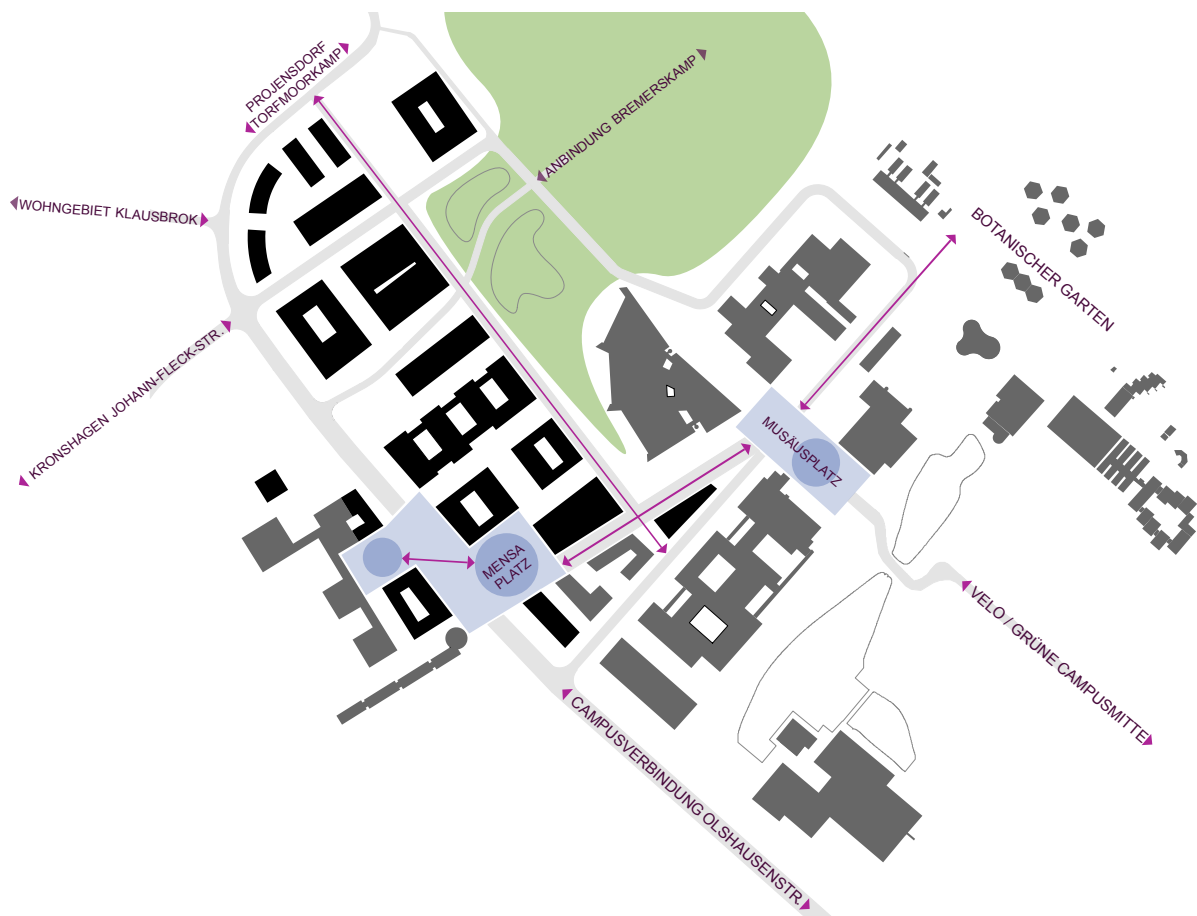 PROJENSDORF
TORFMOORKAMP
ANBINDUNG BREMERSKAMP
WOHNGEBIET KLAUSBROK
BOTANISCHER GARTEN
KRONSHAGEN JOHANN-FLECK-STR.
MUSÄUSPLATZ
MENSA
PLATZ
VELO / GRÜNE CAMPUSMITTE
CAMPUSVERBINDUNG OLSHAUSENSTR.